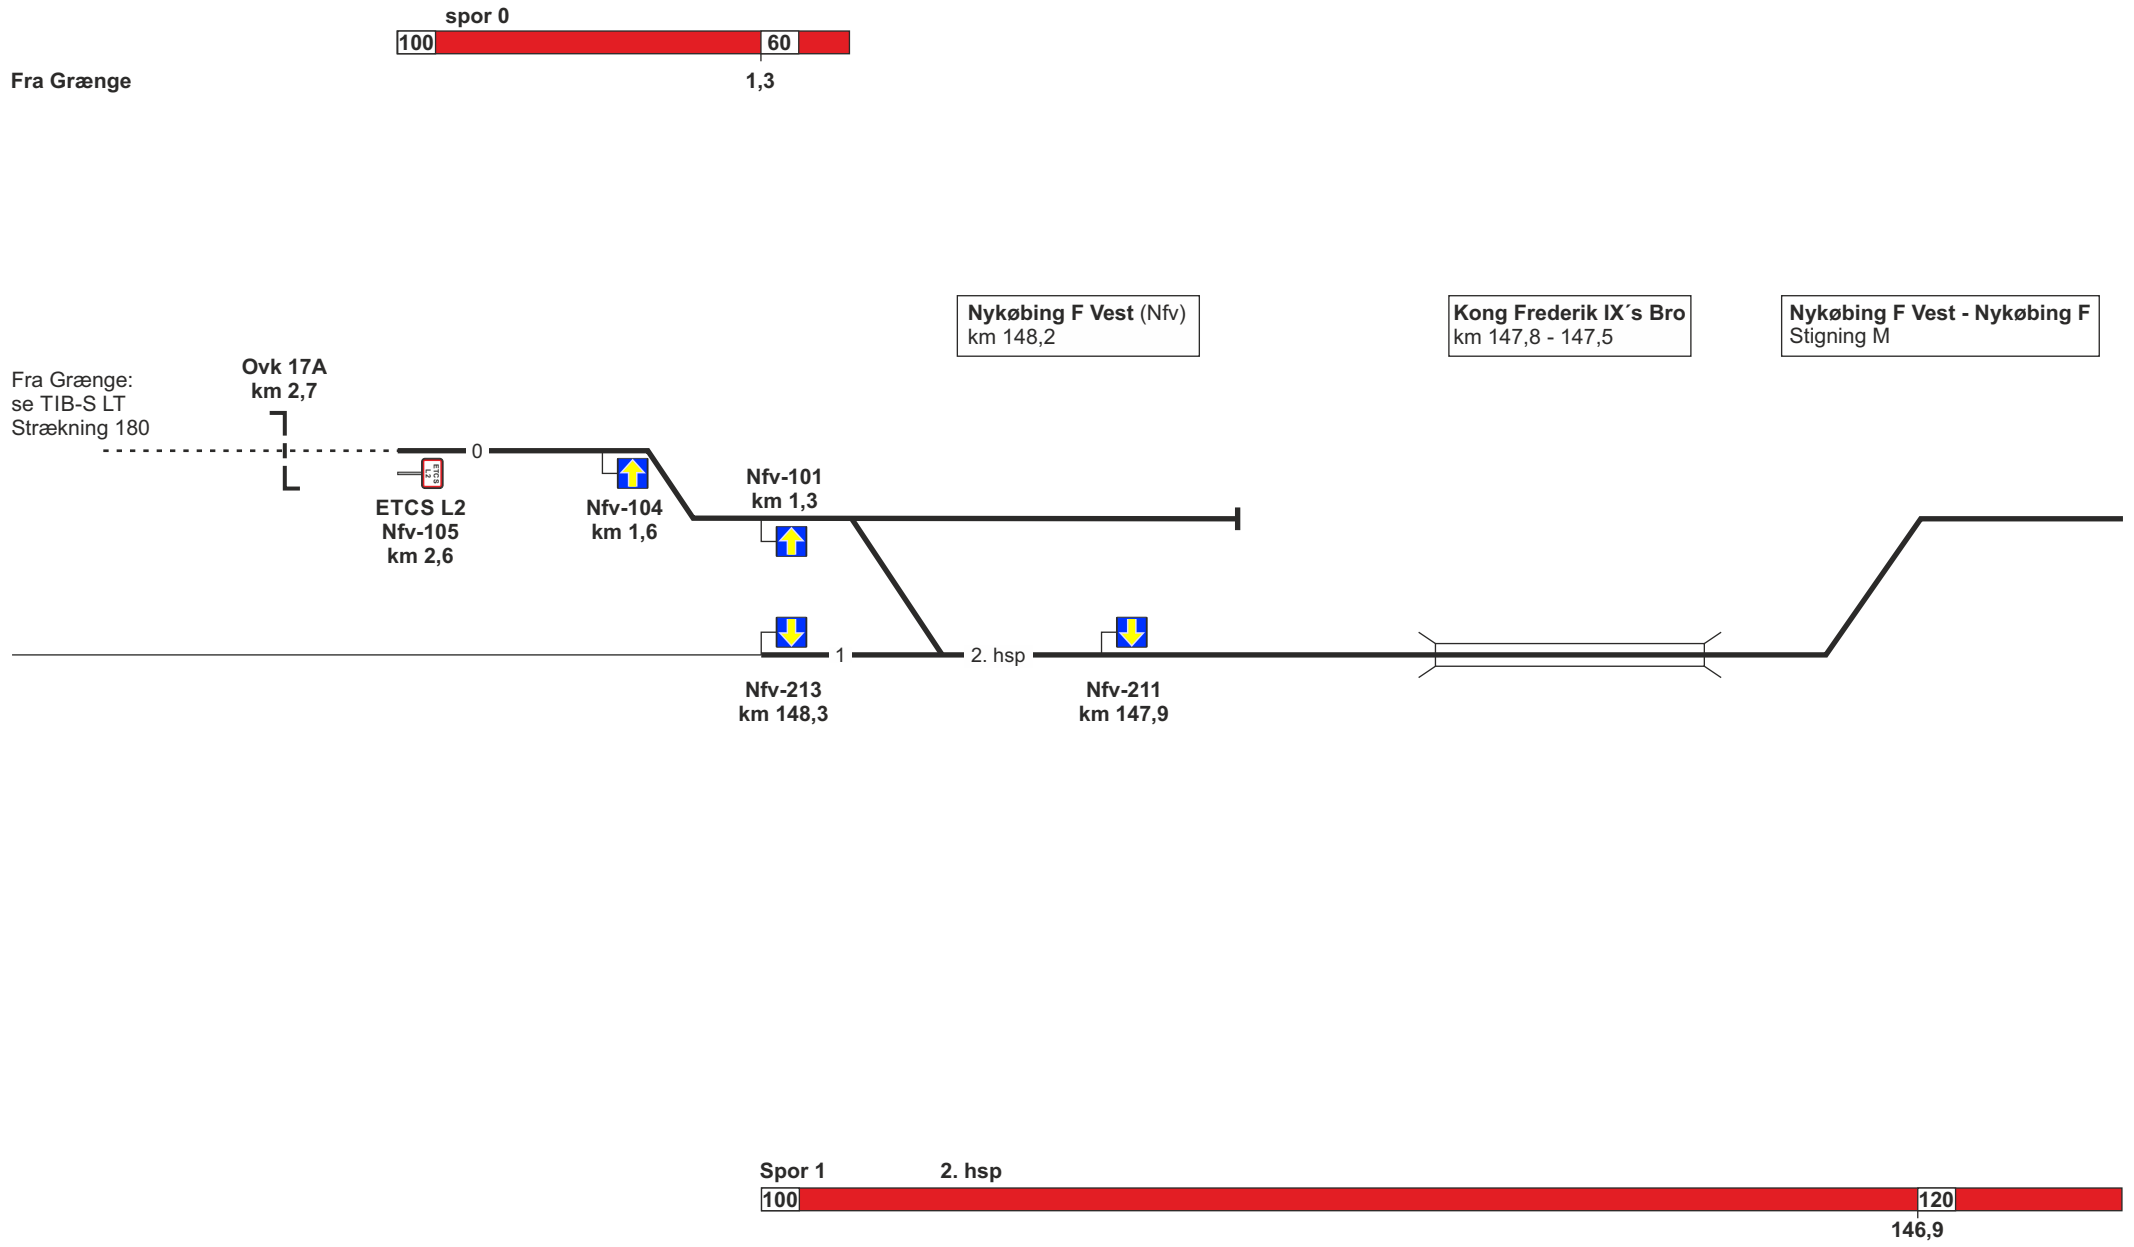 spor 0
100
60
Fra Grænge
1,3
Nykøbing F Vest (Nfv)
km 148,2
Kong Frederik IX´s Bro
km 147,8 - 147,5
Nykøbing F Vest - Nykøbing F
Stigning M
Ovk 17A
km 2,7
Fra Grænge:
se TIB-S LT
Strækning 180
0
ETCS
L2
ETCS L2
Nfv-105
km 2,6
Nfv-104
km 1,6
Nfv-101
km 1,3
1
2. hsp
Nfv-213
km 148,3
Nfv-211
km 147,9
Spor 1
2. hsp
100
120
146,9